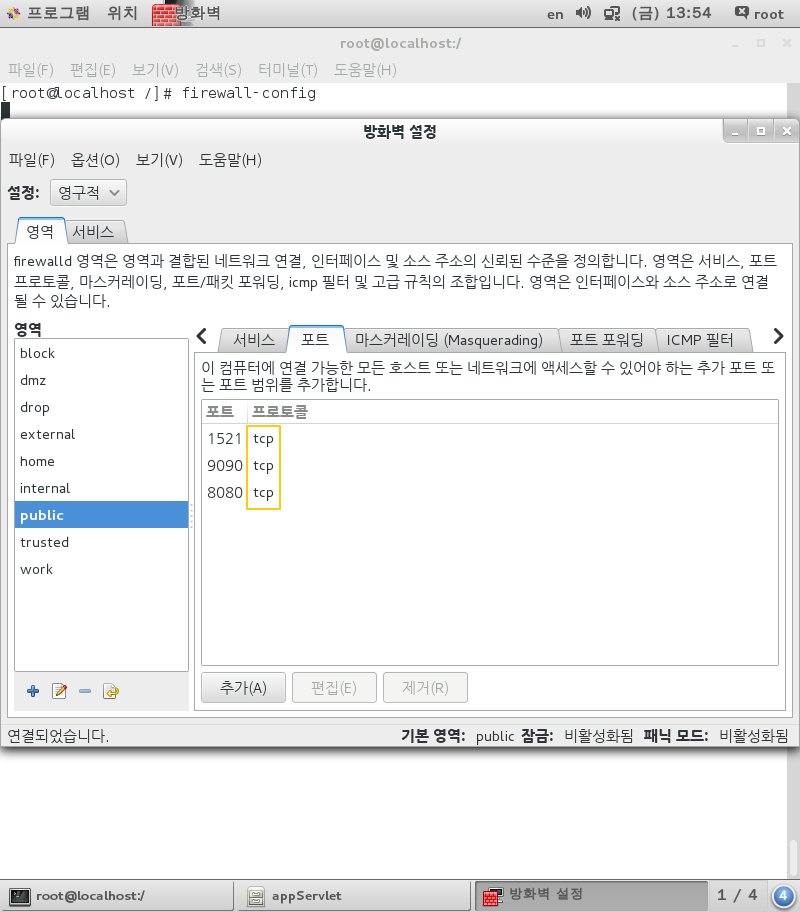 프로그램 위치 방화벽 en (금) 13:54 root
root@localhost:/
파일(F) 편집(E) 보기(V) 검색(S) 터미널(T) 도움말(H)
[root@localhost /]# firewall-config
방화벽 설정
파일(F) 옵션(O) 보기(V) 도움말(H)
설정: 영구적
영역 서비스
firewalld 영역은 영역과 결합된 네트워크 연결, 인터페이스 및 소스 주소의 신뢰된 수준을 정의합니다. 영역은 서비스, 포트
프로토콜, 마스커레이딩, 포트/패킷 포워딩, icmp 필터 및 고급 규칙의 조합입니다. 영역은 인터페이스와 소스 주소로 연결
될 수 있습니다.
영역
block
dmz
drop
external
home
internal
public
trusted
work
서비스 포트 마스커레이딩 (Masquerading) 포트 포워딩 ICMP 필터
이 컴퓨터에 연결 가능한 모든 호스트 또는 네트워크에 액세스할 수 있어야 하는 추가 포트 또
는 포트 범위를 추가합니다.
포트 프로토콜
1521 tcp
9090 tcp
8080 tcp
추가(A) 편집(E) 제거(R)
연결되었습니다. 기본 영역: public 잠금: 비활성화됨 패닉 모드: 비활성화됨
root@localhost:/ appServlet 방화벽 설정 1 / 4 4